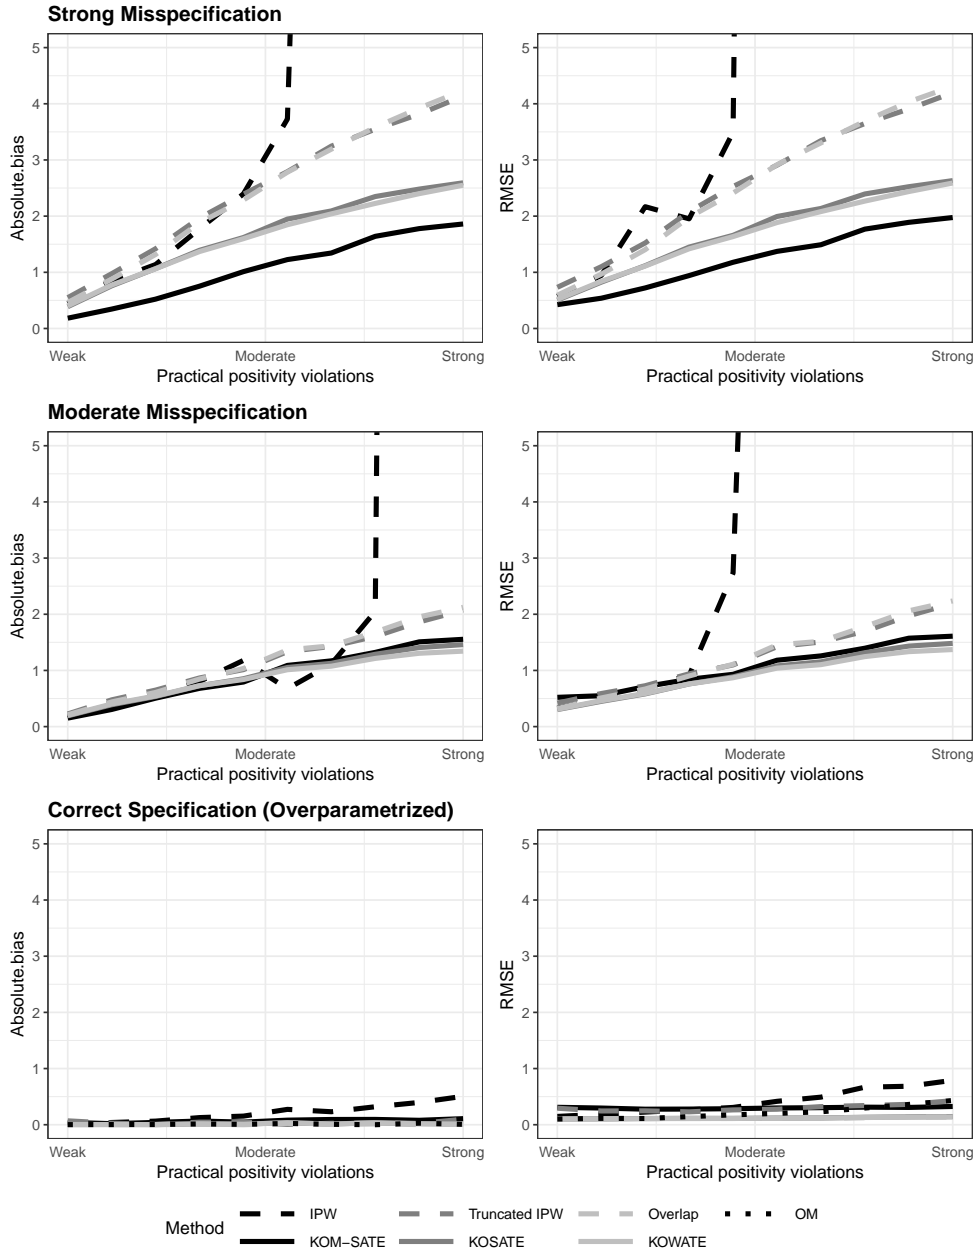 Strong Misspecification
5
4
3
2
1
0
Absolute.bias
Weak Moderate Strong
Practical positivity violations
5
4
3
2
1
0
RMSE
Weak Moderate Strong
Practical positivity violations
Moderate Misspecification
5
4
3
2
1
0
Absolute.bias
Weak Moderate Strong
Practical positivity violations
5
4
3
2
1
0
RMSE
Weak Moderate Strong
Practical positivity violations
Correct Specification (Overparametrized)
5
4
3
2
1
0
Absolute.bias
Weak Moderate Strong
Practical positivity violations
5
4
3
2
1
0
RMSE
Weak Moderate Strong
Practical positivity violations
Method
IPW Truncated IPW Overlap OM
KOM−SATE KOSATE KOWATE